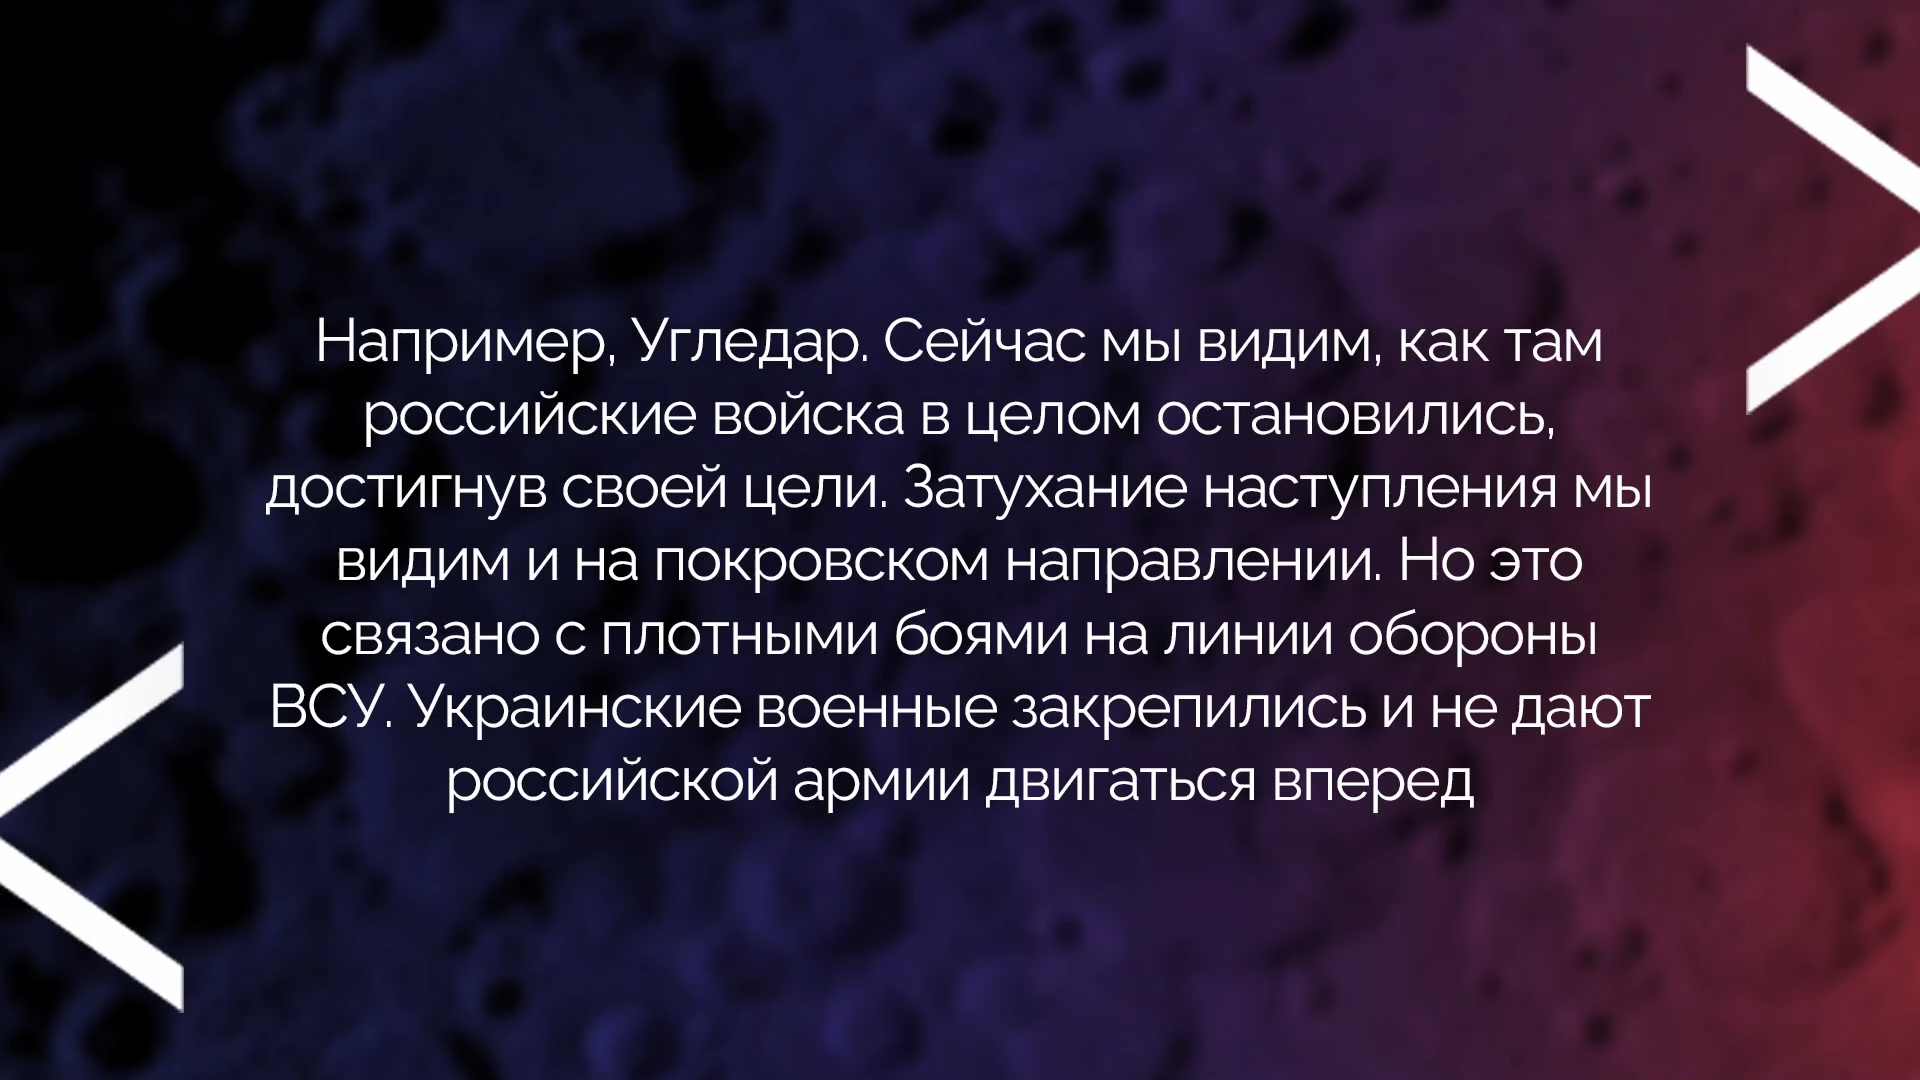 Например, Угледар. Сейчас мы видим, как там
российские войска в целом остановились,
достигнув своей цели. Затухание наступления мы
видим и на покровском направлении. Но это
связано с плотными боями на линии обороны
ВСУ. Украинские военные закрепились и не дают
российской армии двигаться вперед